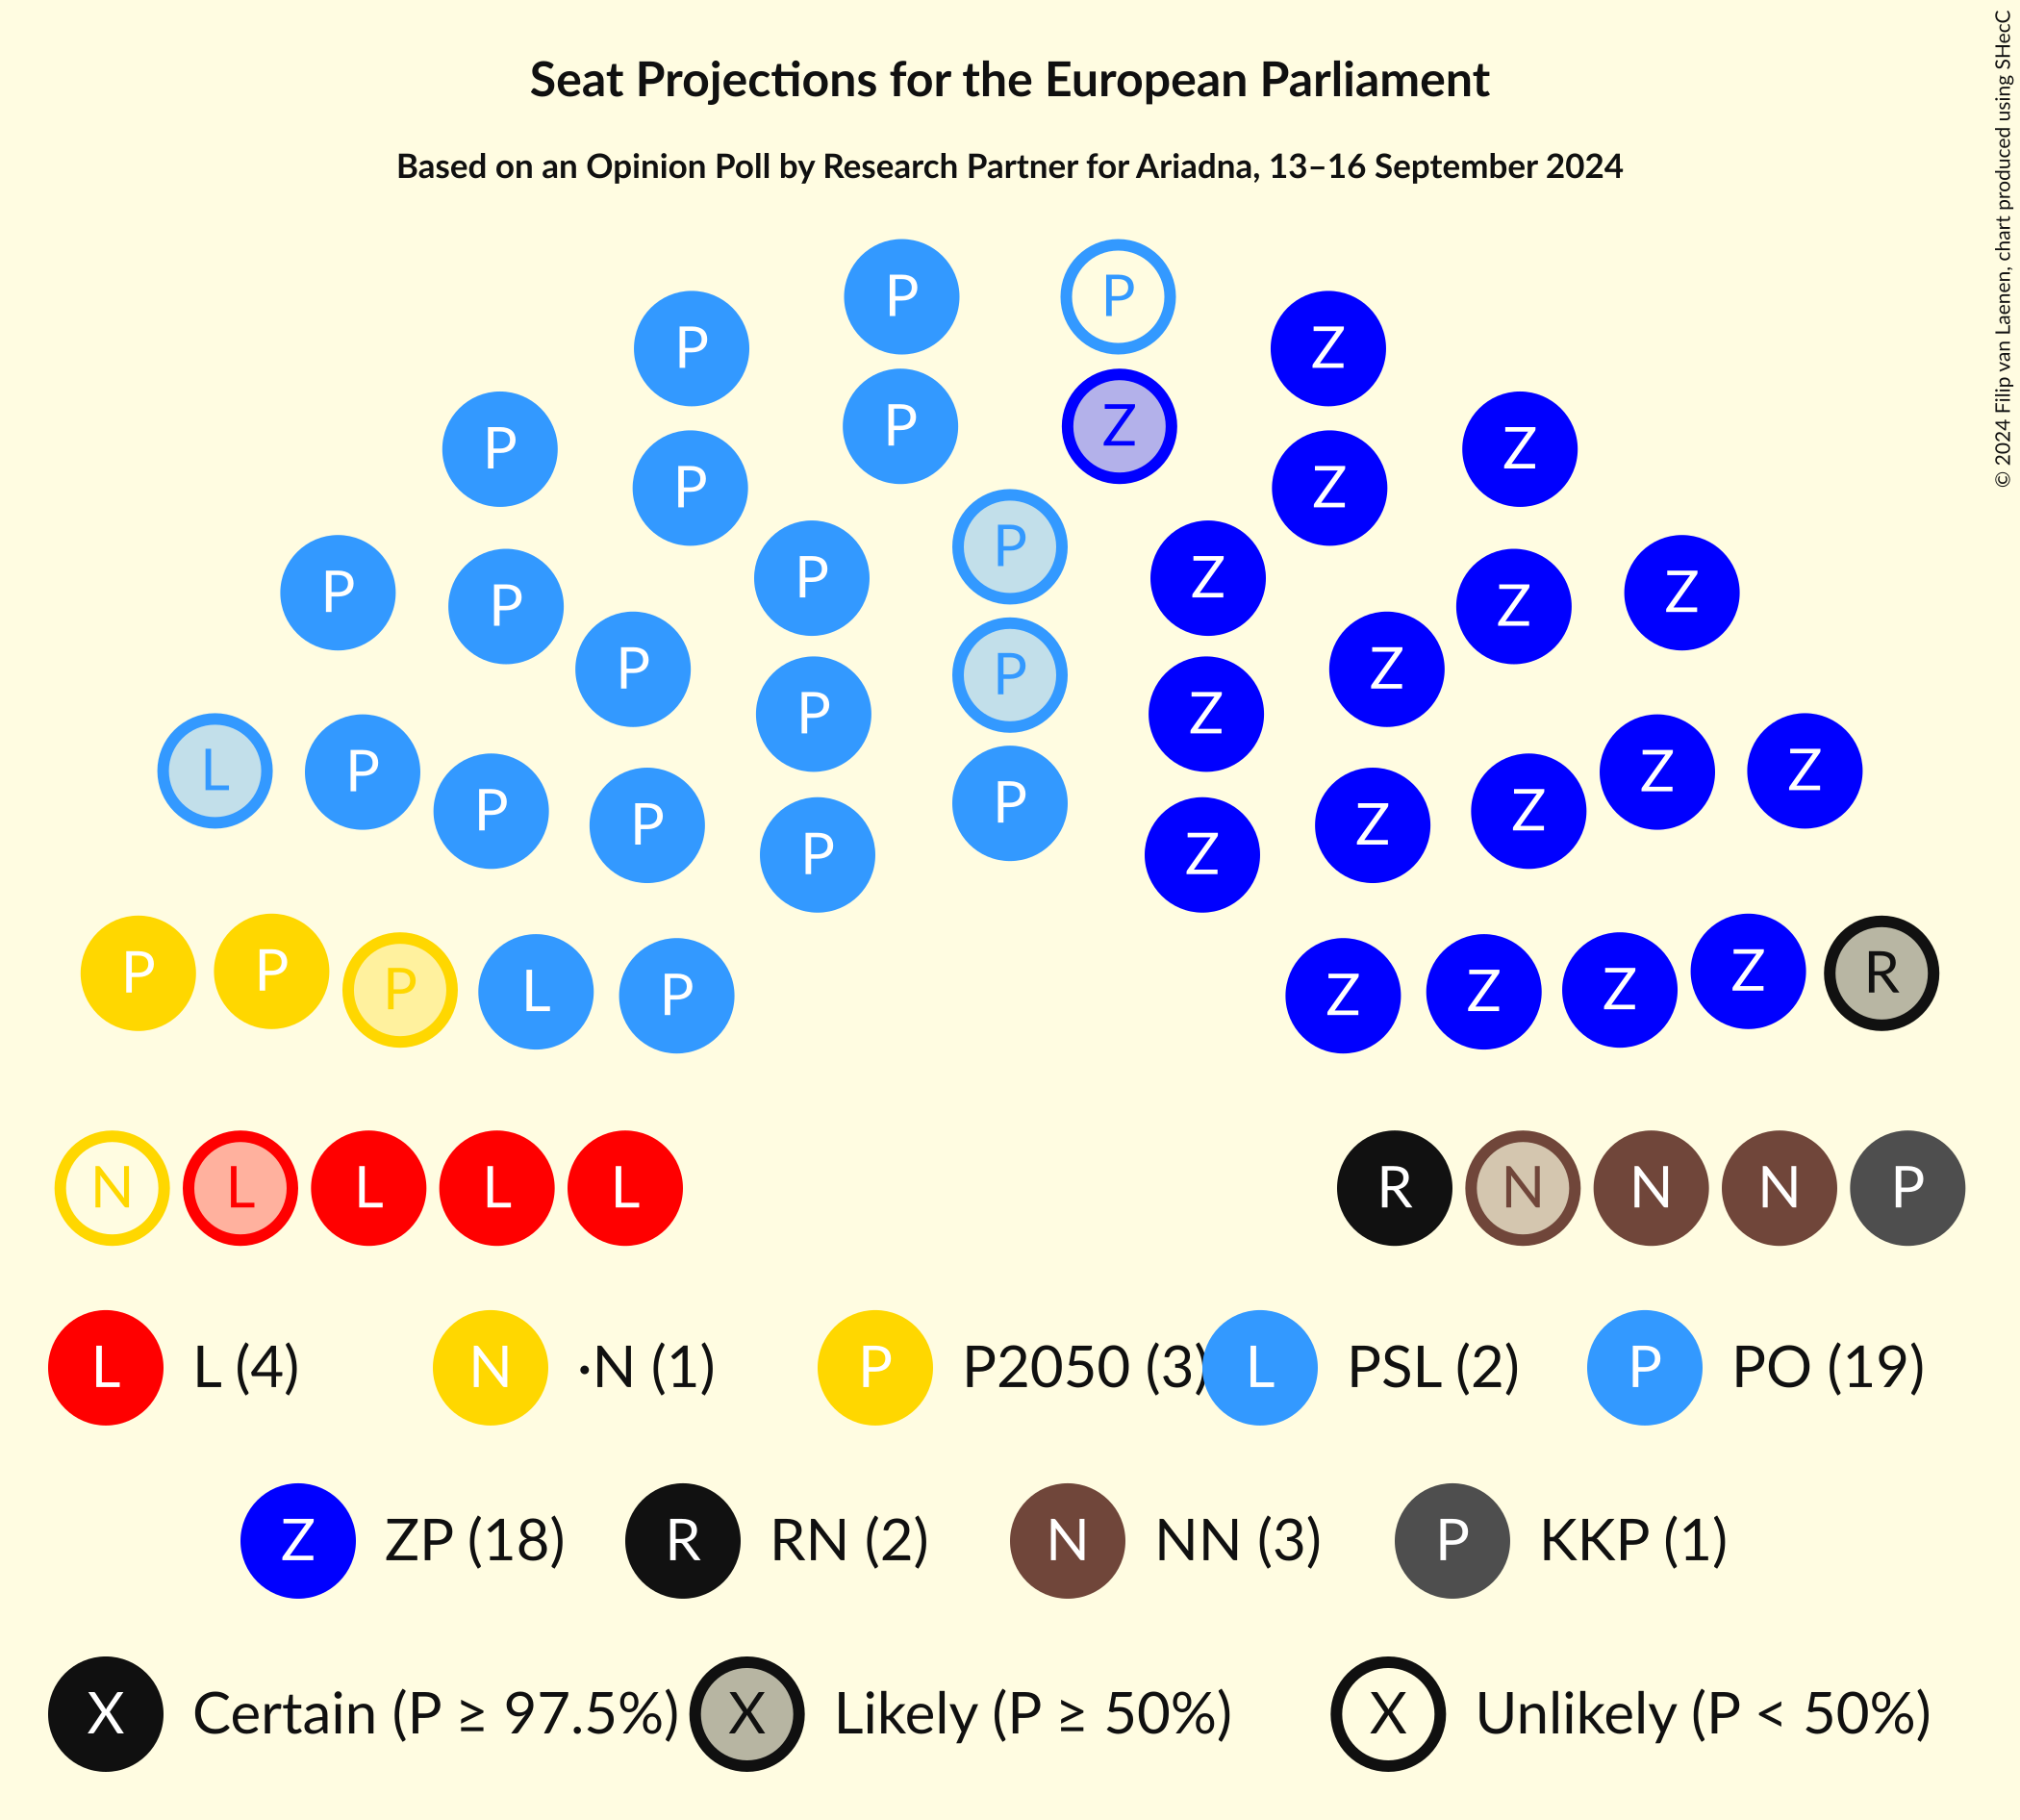 Seat Projections for the European Parliament
Based on an Opinion Poll by Research Partner for Ariadna, 13–16 September 2024
© 2024 Filip van Laenen, chart produced using SHecC
P P
P Z
P Z
P Z
P Z
P
P Z
P Z
P Z
P Z
P
P Z
P Z
L Z
P Z
P
P Z
P Z
P Z
P P Z R
P Z
L Z
P Z
N L L L L R N N N P
L L (4) N ·N (1) P P2050 (3) L PSL (2) P PO (19)
Z ZP (18) R RN (2) N NN (3) P KKP (1)
X Certain (P ≥ 97.5%) X Likely (P ≥ 50%) X Unlikely (P < 50%)